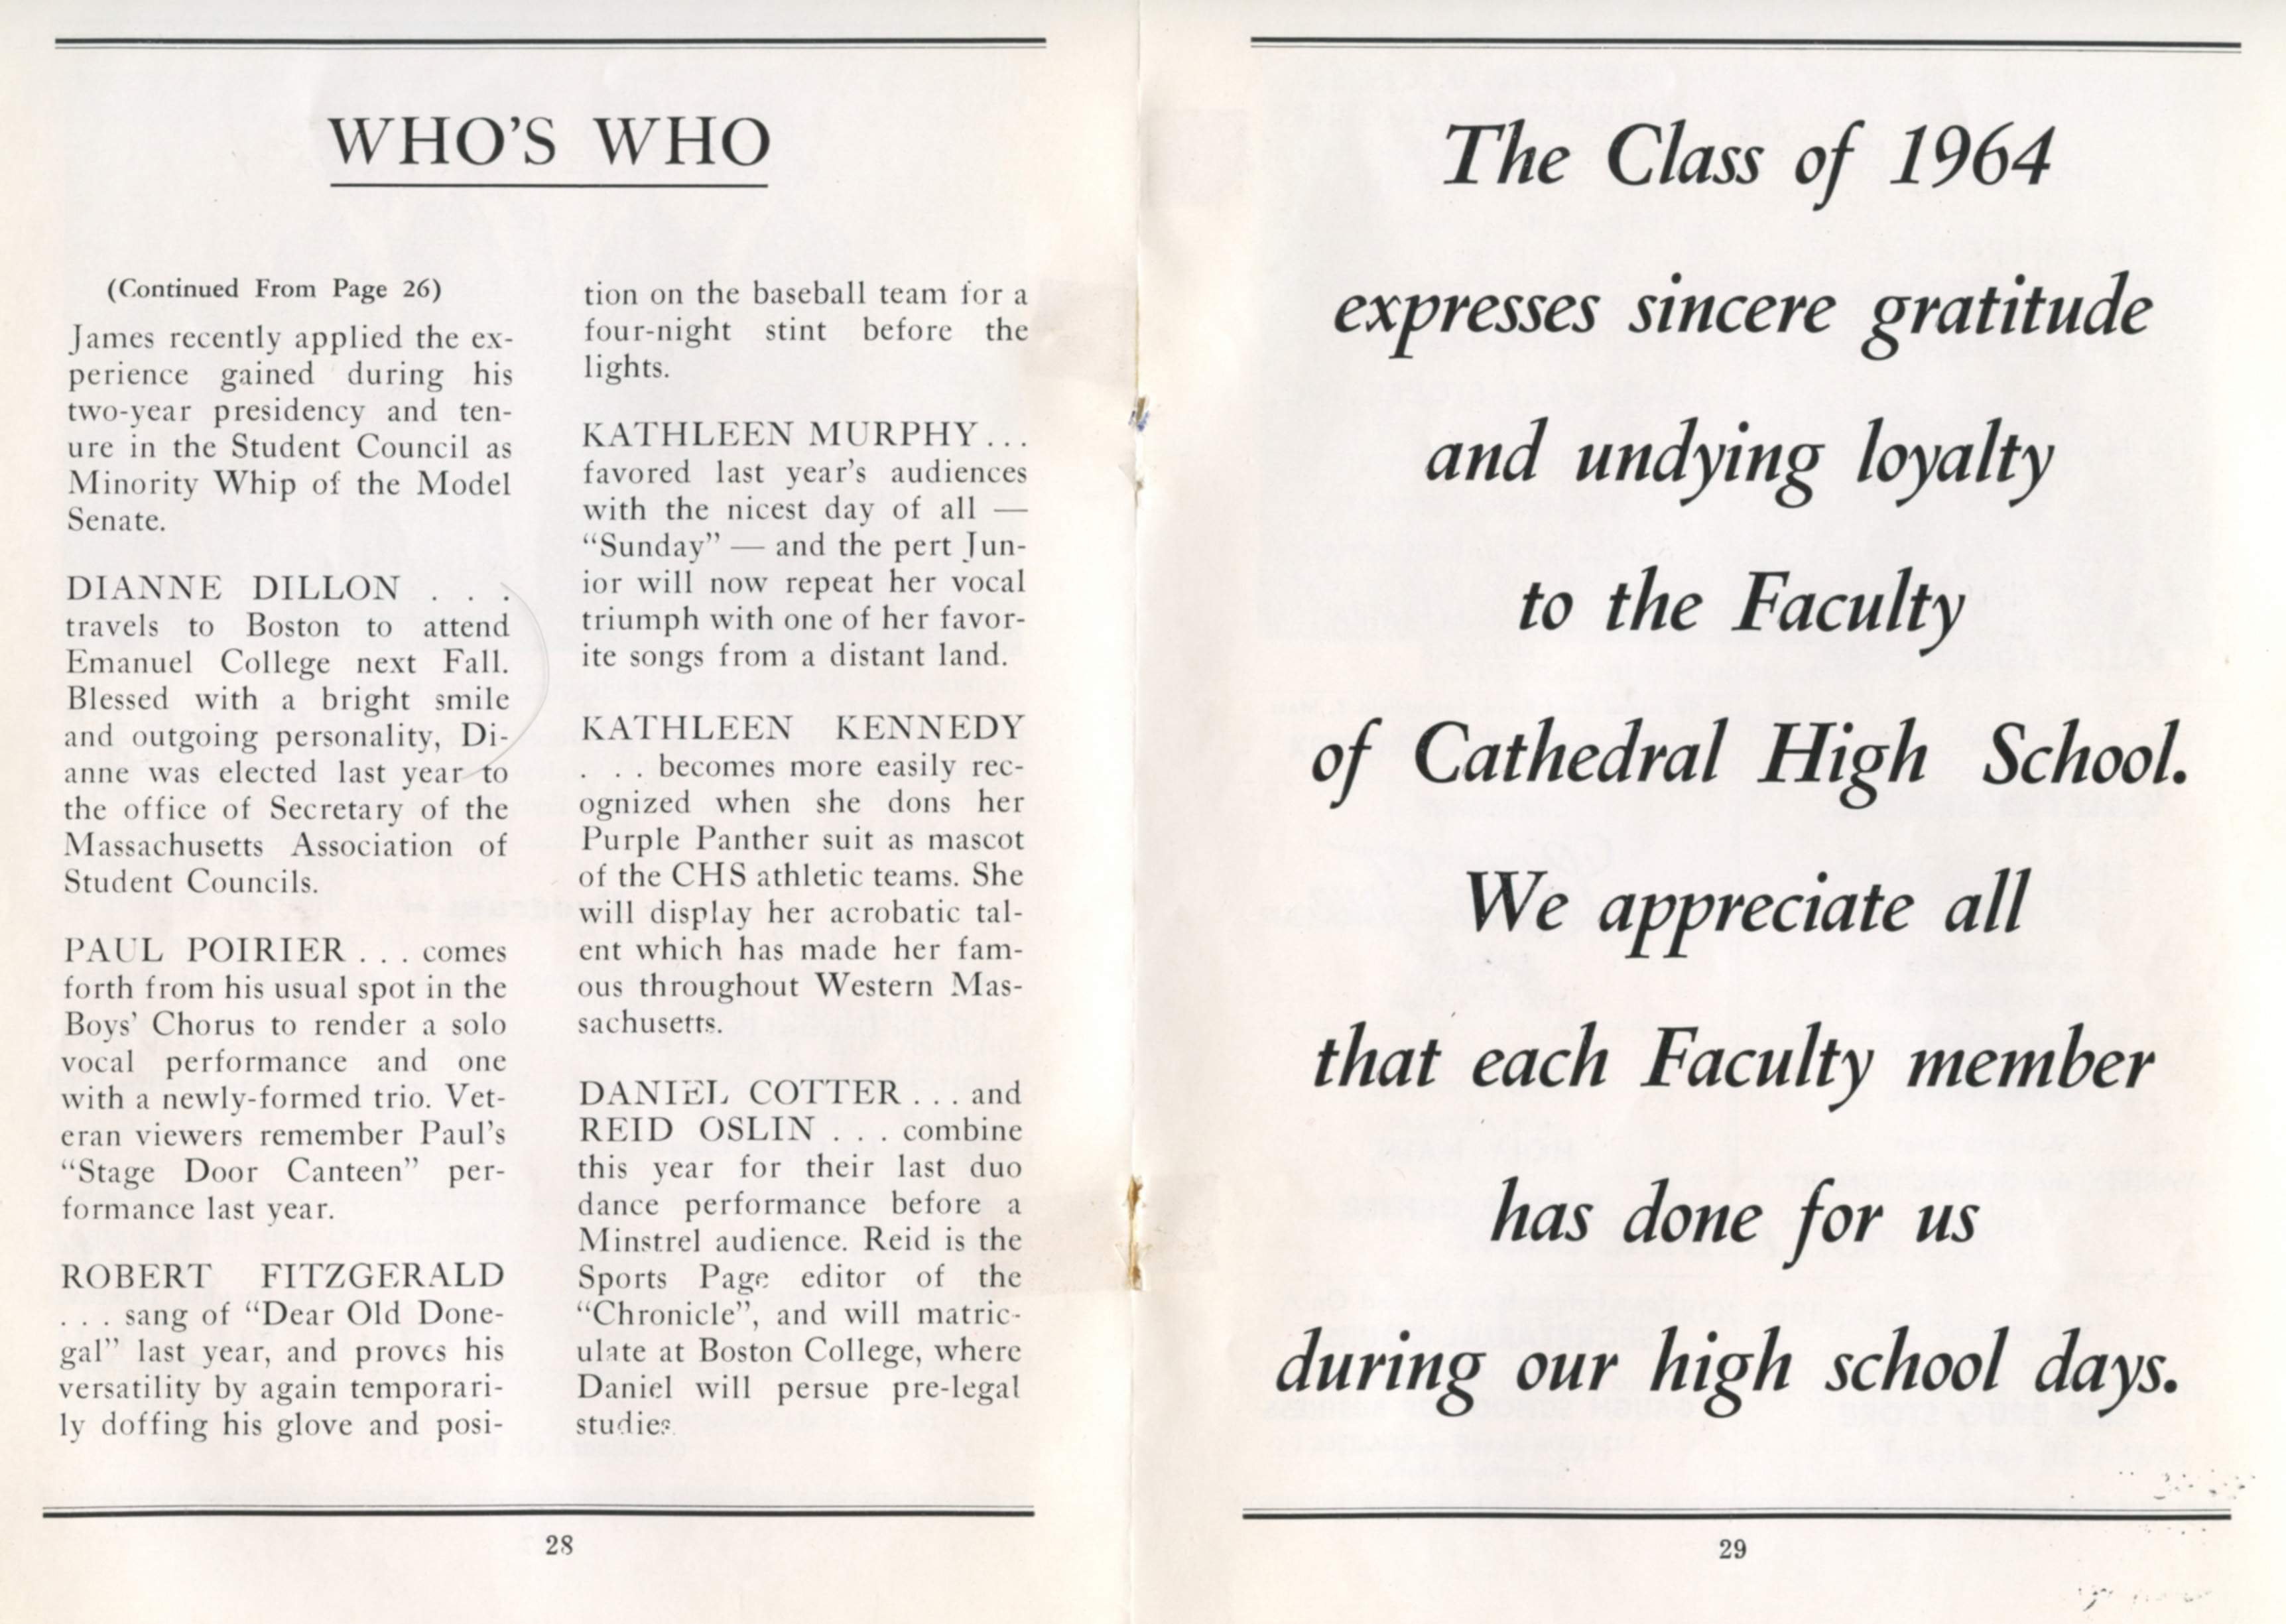 WHO'S WHO
(Continued From Page 26)
James recently applied the ex-
perience gained during his
two-year presidency and ten-
ure in the Student Council as
Minority Whip of the Model
Senate.
DIANNE DILLON . . .
travels to Boston to attend
Emanuel College next Fall.
Blessed with a bright smile
and outgoing personality, Di-
anne was elected last year to
the office of Secretary of the
Massachusetts Association of
Student Councils.
PAUL POIRIER . . . comes
forth from his usual spot in the
Boys' Chorus to render a solo
vocal performance and one
with a newly-formed trio. Vet-
eran viewers remember Paul's
“Stage Door Canteen” per-
formance last year.
ROBERT FITZGERALD
. . . sang of “Dear Old Done-
gal” last year, and proves his
versatility by again temporari-
ly doffing his glove and posi-
tion on the baseball team for a
four-night stint before the
lights.
KATHLEEN MURPHY . . .
favored last year's audiences
with the nicest day of all —
“Sunday” — and the pert Jun-
ior will now repeat her vocal
triumph with one of her favor-
ite songs from a distant land.
KATHLEEN KENNEDY
. . . becomes more easily rec-
ognized when she dons her
Purple Panther suit as mascot
of the CHS athletic teams. She
will display her acrobatic tal-
ent which has made her fam-
ous throughout Western Mas-
sachusetts.
DANIEL COTTER . . . and
REID OSLIN . . . combine
this year for their last duo
dance performance before a
Minstrel audience. Reid is the
Sports Page editor of the
“Chronicle”, and will matric-
ulate at Boston College, where
Daniel will persue pre-legal
studies.
28
The Class of 1964
expresses sincere gratitude
and undying loyalty
to the Faculty
of Cathedral High School.
We appreciate all
that each Faculty member
has done for us
during our high school days.
29